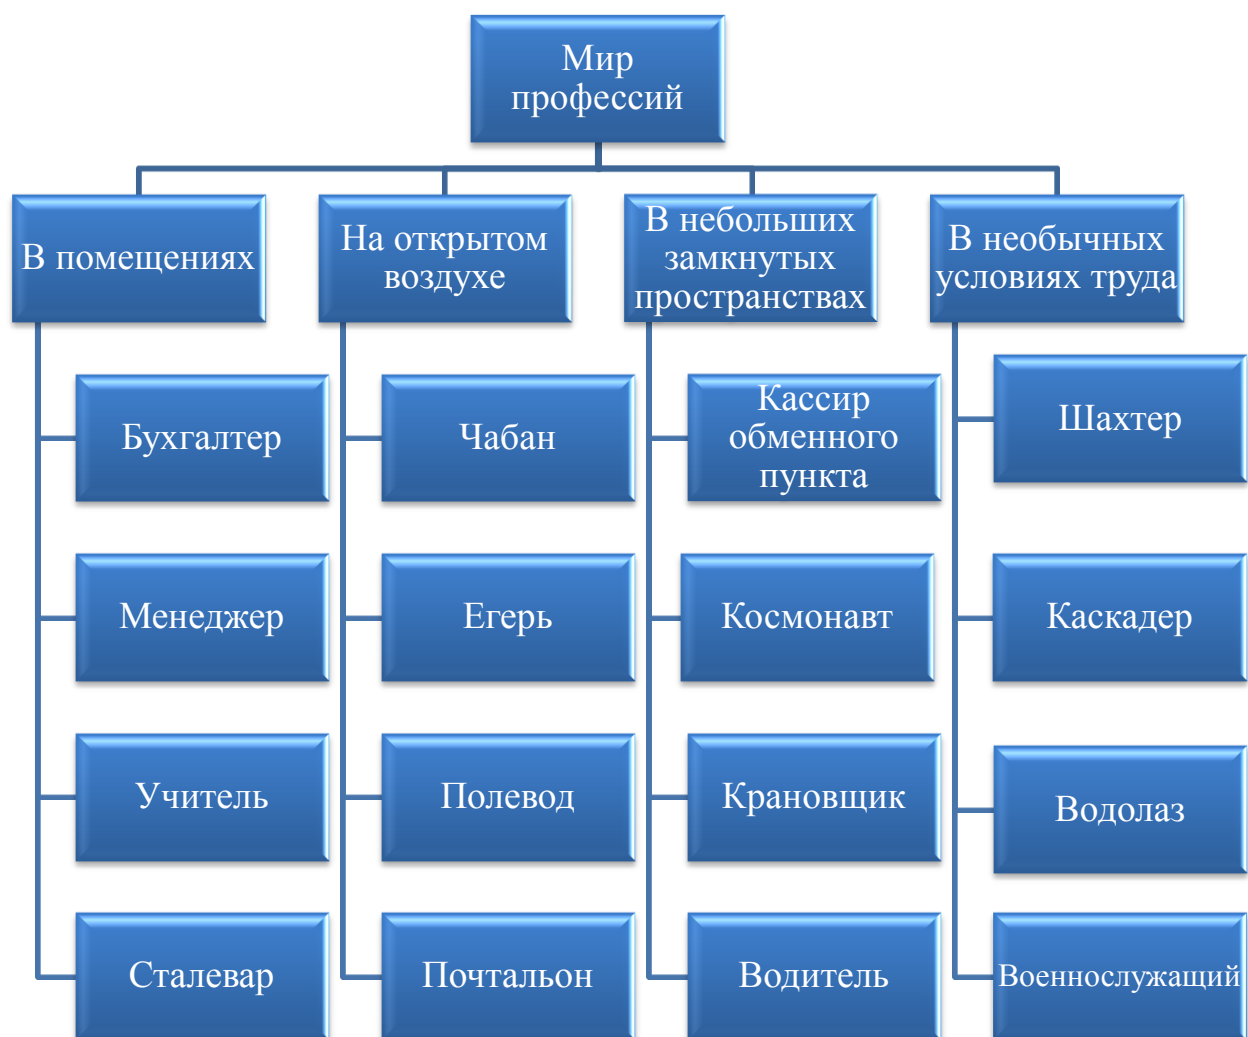 Мир
профессий
В помещениях
На открытом
воздухе
В небольших
замкнутых
пространствах
В необычных
условиях труда
Бухгалтер
Менеджер
Учитель
Сталевар
Чабан
Егерь
Полевод
Почтальон
Кассир
обменного
пункта
Космонавт
Крановщик
Водитель
Шахтер
Каскадер
Водолаз
Военнослужащий